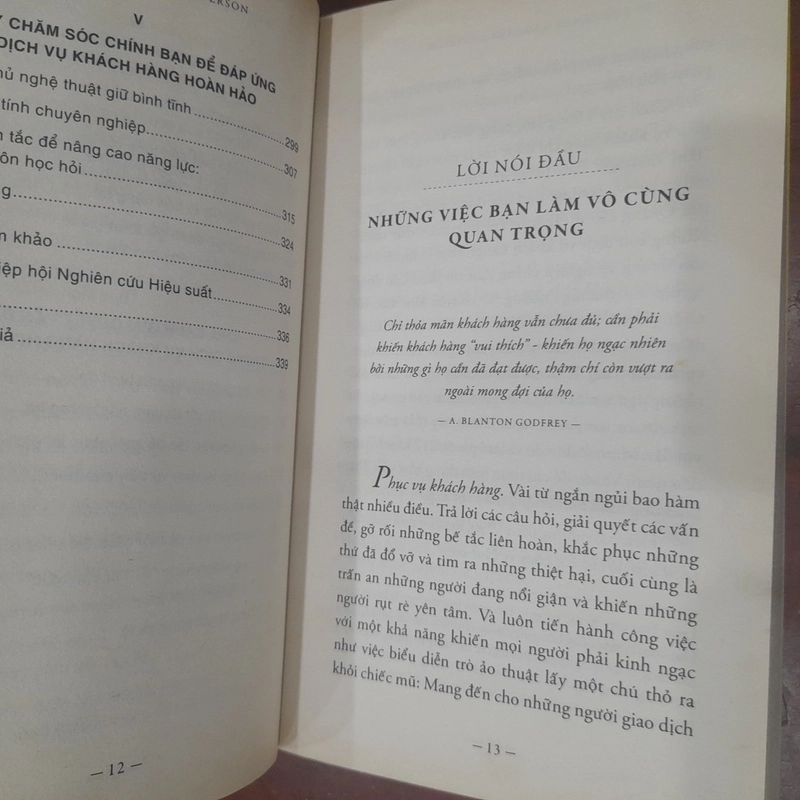 ERSON
V
CHĂM SÓC CHÍNH BẠN ĐỂ ĐÁP ỨNG
DỊCH VỤ KHÁCH HÀNG HOÀN HẢO
nghệ thuật giữ bình tĩnh 299
tính chuyên nghiệp 307
tắc để nâng cao năng lực:
học hỏi 315
324
khảo 331
Nghiên cứu Hiệu suất 334
336
339
— 12 —
LỜI NÓI ĐẦU
NHỮNG VIỆC BẠN LÀM VÔ CÙNG
QUAN TRỌNG
Chỉ thỏa mãn khách hàng vẫn chưa đủ; cần phải
khiến khách hàng "vui thích" - khiến họ ngạc nhiên
bởi những gì họ cần đã đạt được, thậm chí còn vượt ra
ngoài mong đợi của họ.
— A. BLANTON GODFREY —
Phục vụ khách hàng. Vài từ ngắn ngủi bao hàm
thật nhiều điều. Trả lời các câu hỏi, giải quyết các vấn
đề, gỡ rối những bế tắc liên hoàn, khắc phục những
thứ đã đổ vỡ và tìm ra những thiệt hại, cuối cùng là
trấn an những người đang nổi giận và khiến những
người rụt rè yên tâm. Và luôn tiến hành công việc
với một khả năng khiến mọi người phải kinh ngạc
như việc biểu diễn trò ảo thuật lấy một chú thỏ ra
khỏi chiếc mũ: Mang đến cho những người giao dịch
— 13 —